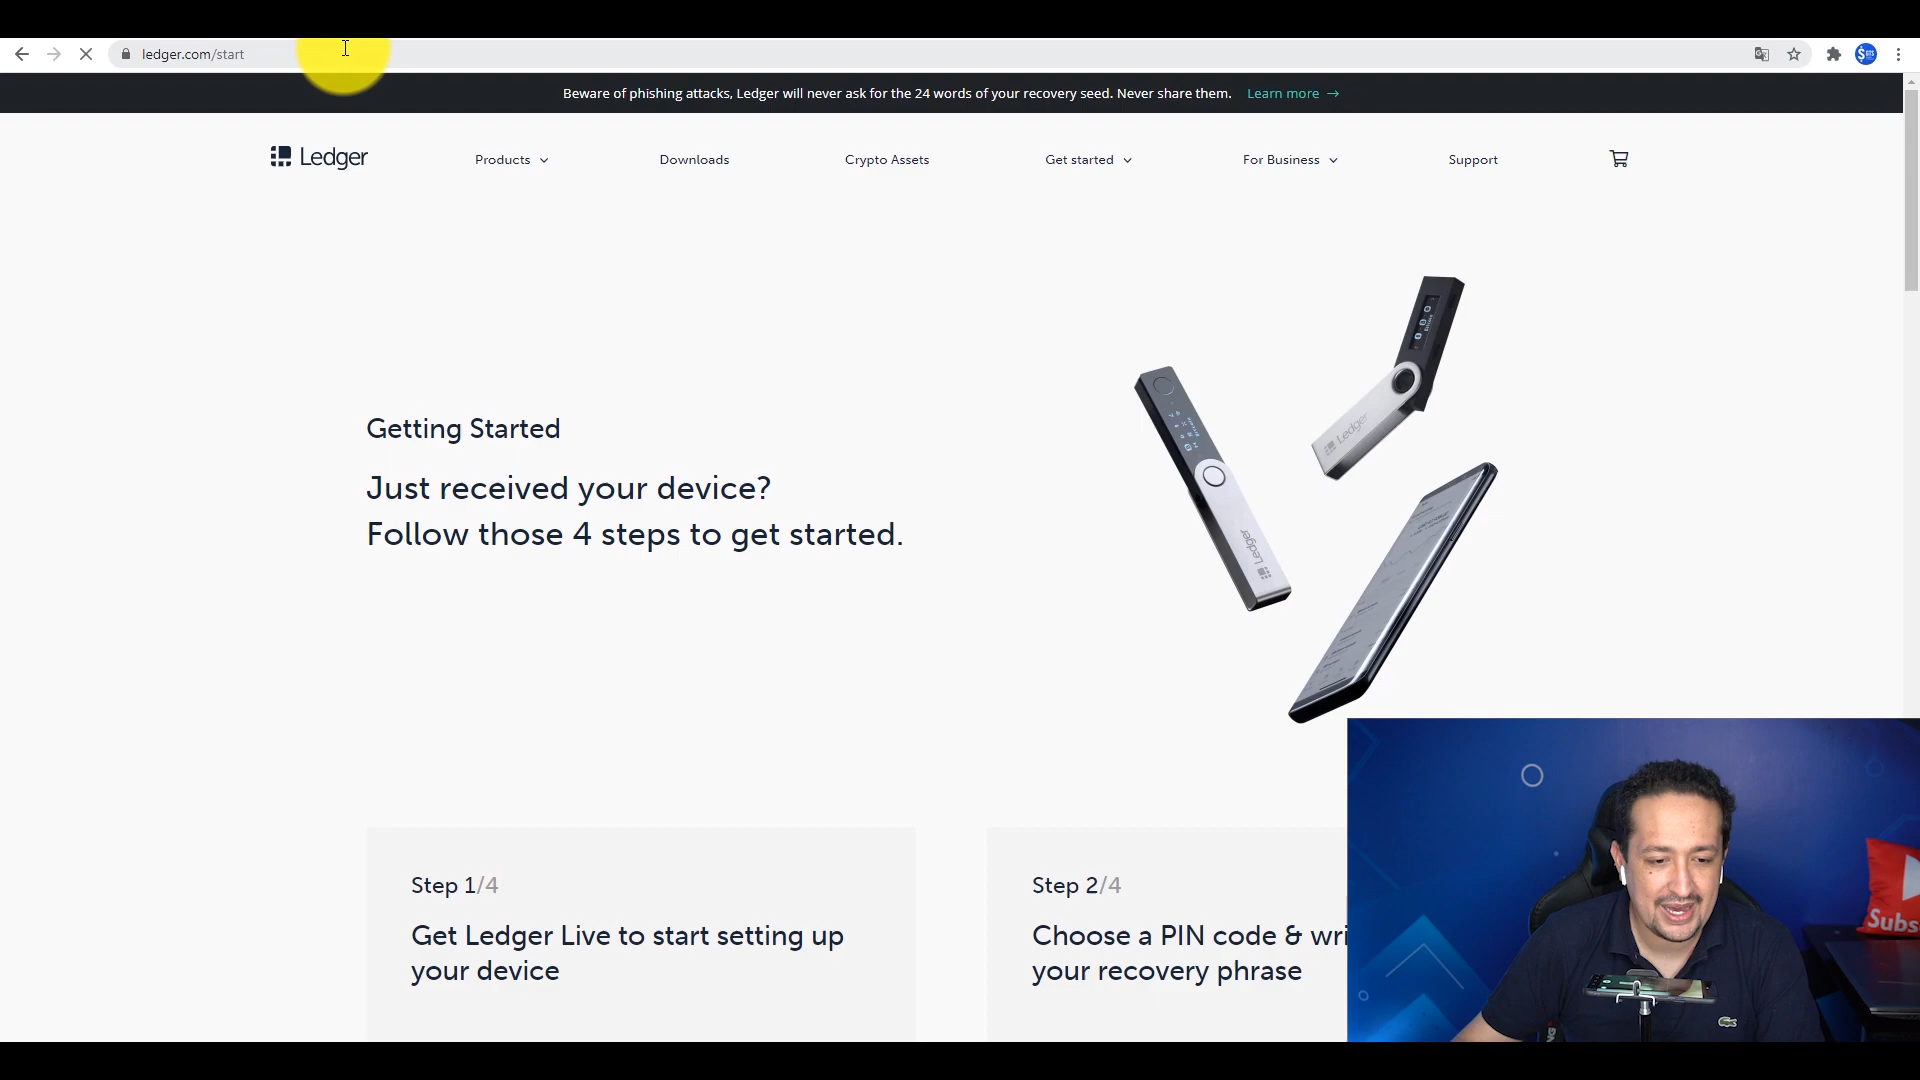 ledger.com/start
Beware of phishing attacks, Ledger will never ask for the 24 words of your recovery seed. Never share them. Learn more →
Ledger
Products
Downloads
Crypto Assets
Get started
For Business
Support
Getting Started
Just received your device?
Follow those 4 steps to get started.
Ledger
Ledger
Step 1/4
Get Ledger Live to start setting up
your device
Step 2/4
Choose a PIN code & wri
your recovery phrase
Subs